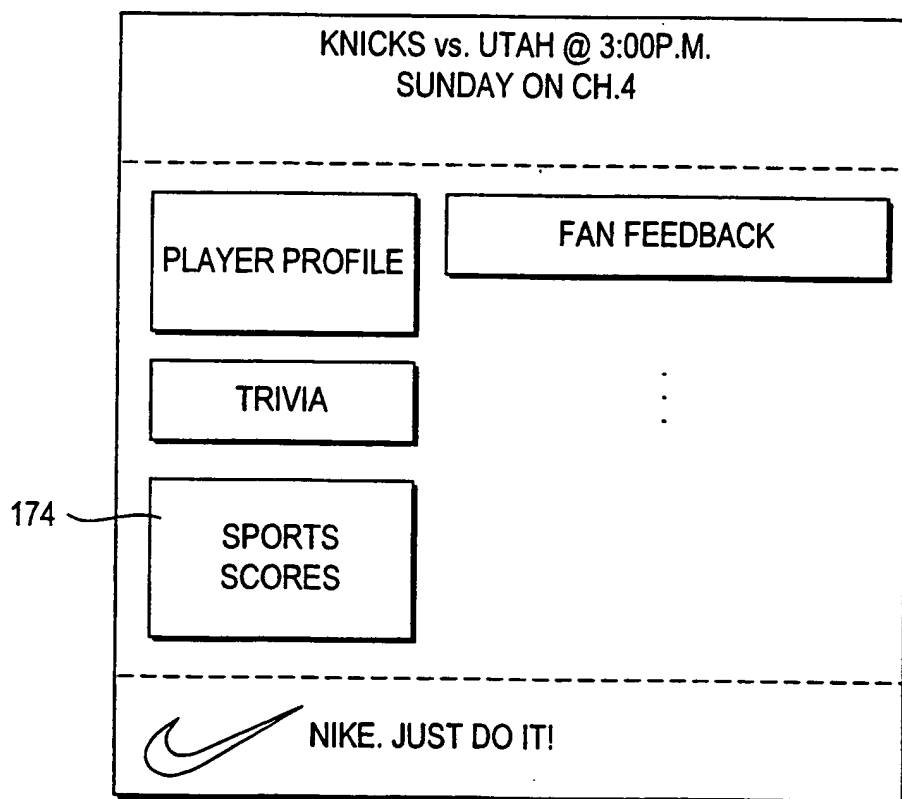 KNICKS vs. UTAH @ 3:00P.M.
SUNDAY ON CH.4
PLAYER PROFILE
FAN FEEDBACK
TRIVIA
174
SPORTS
SCORES
NIKE. JUST DO IT!